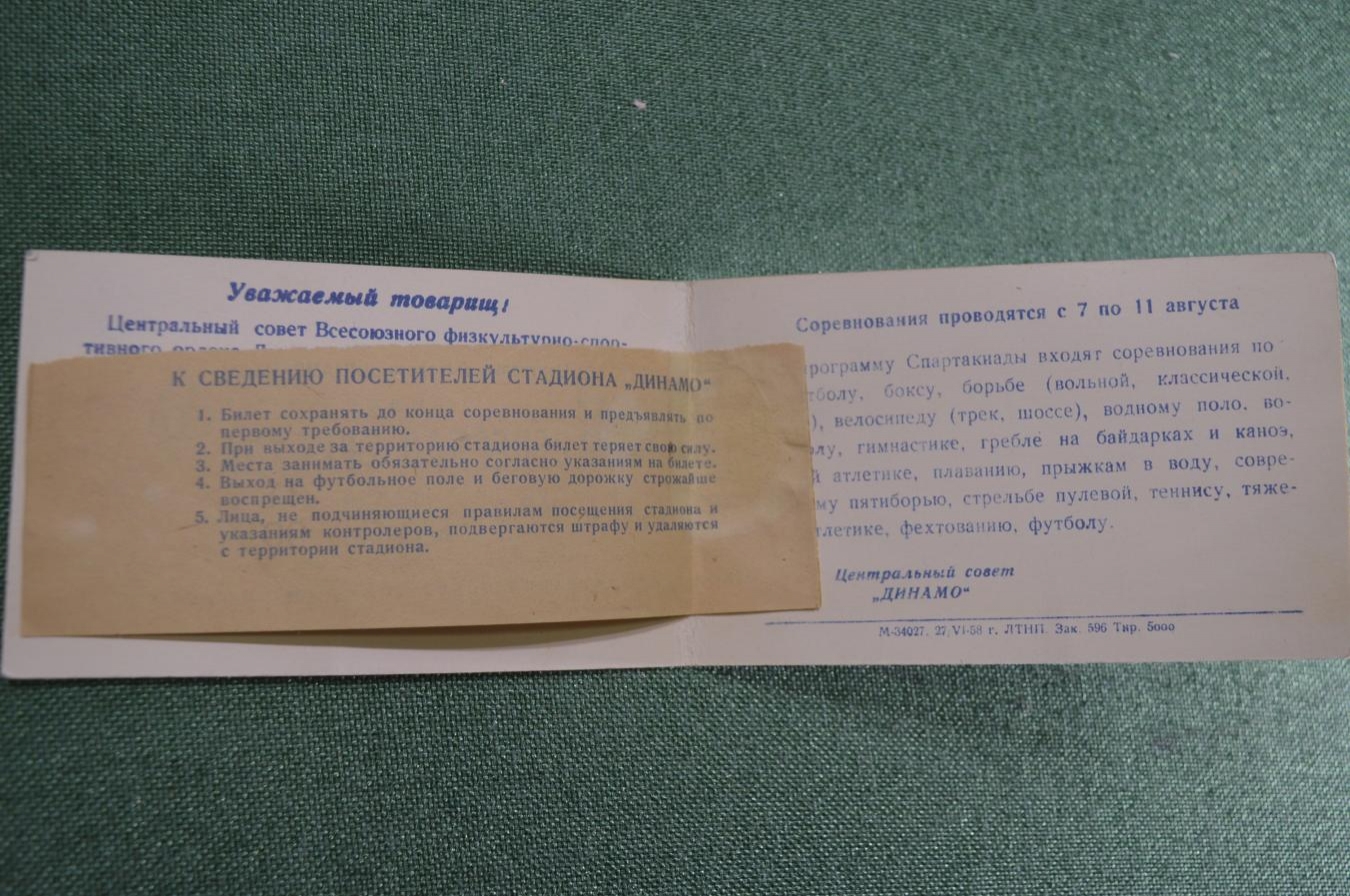 Уважаемый товарищ!
Центральный совет Всесоюзного физкультурно-спор-
тивного ордена
К СВЕДЕНИЮ ПОСЕТИТЕЛЕЙ СТАДИОНА „ДИНАМО“
1. Билет сохранять до конца соревнования и предъявлять по
первому требованию.
2. При выходе за территорию стадиона билет теряет свою силу.
3. Места занимать обязательно согласно указаниям на билете.
4. Выход на футбольное поле и беговую дорожку строжайше
воспрещен.
5. Лица, не подчиняющиеся правилам посещения стадиона и
указаниям контролеров, подвергаются штрафу и удаляются
с территории стадиона.
Соревнования проводятся с 7 по 11 августа
программу Спартакиады входят соревнования по
боксу, борьбе (вольной, классической,
), велосипеду (трек, шоссе), водному поло, во-
гимнастике, гребле на байдарках и каноэ,
атлетике, плаванию, прыжкам в воду, совре-
пятиборью, стрельбе пулевой, теннису, тяже-
фехтованию, футболу.
Центральный совет
„ДИНАМО“
М-34027. 27/VI-58 г. ЛТНП. Зак. 596 Тир. 5000